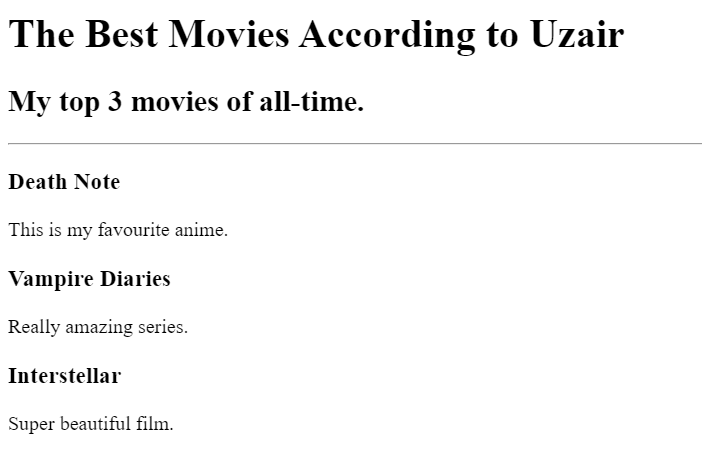 The Best Movies According to Uzair
My top 3 movies of all-time.
Death Note
This is my favourite anime.
Vampire Diaries
Really amazing series.
Interstellar
Super beautiful film.